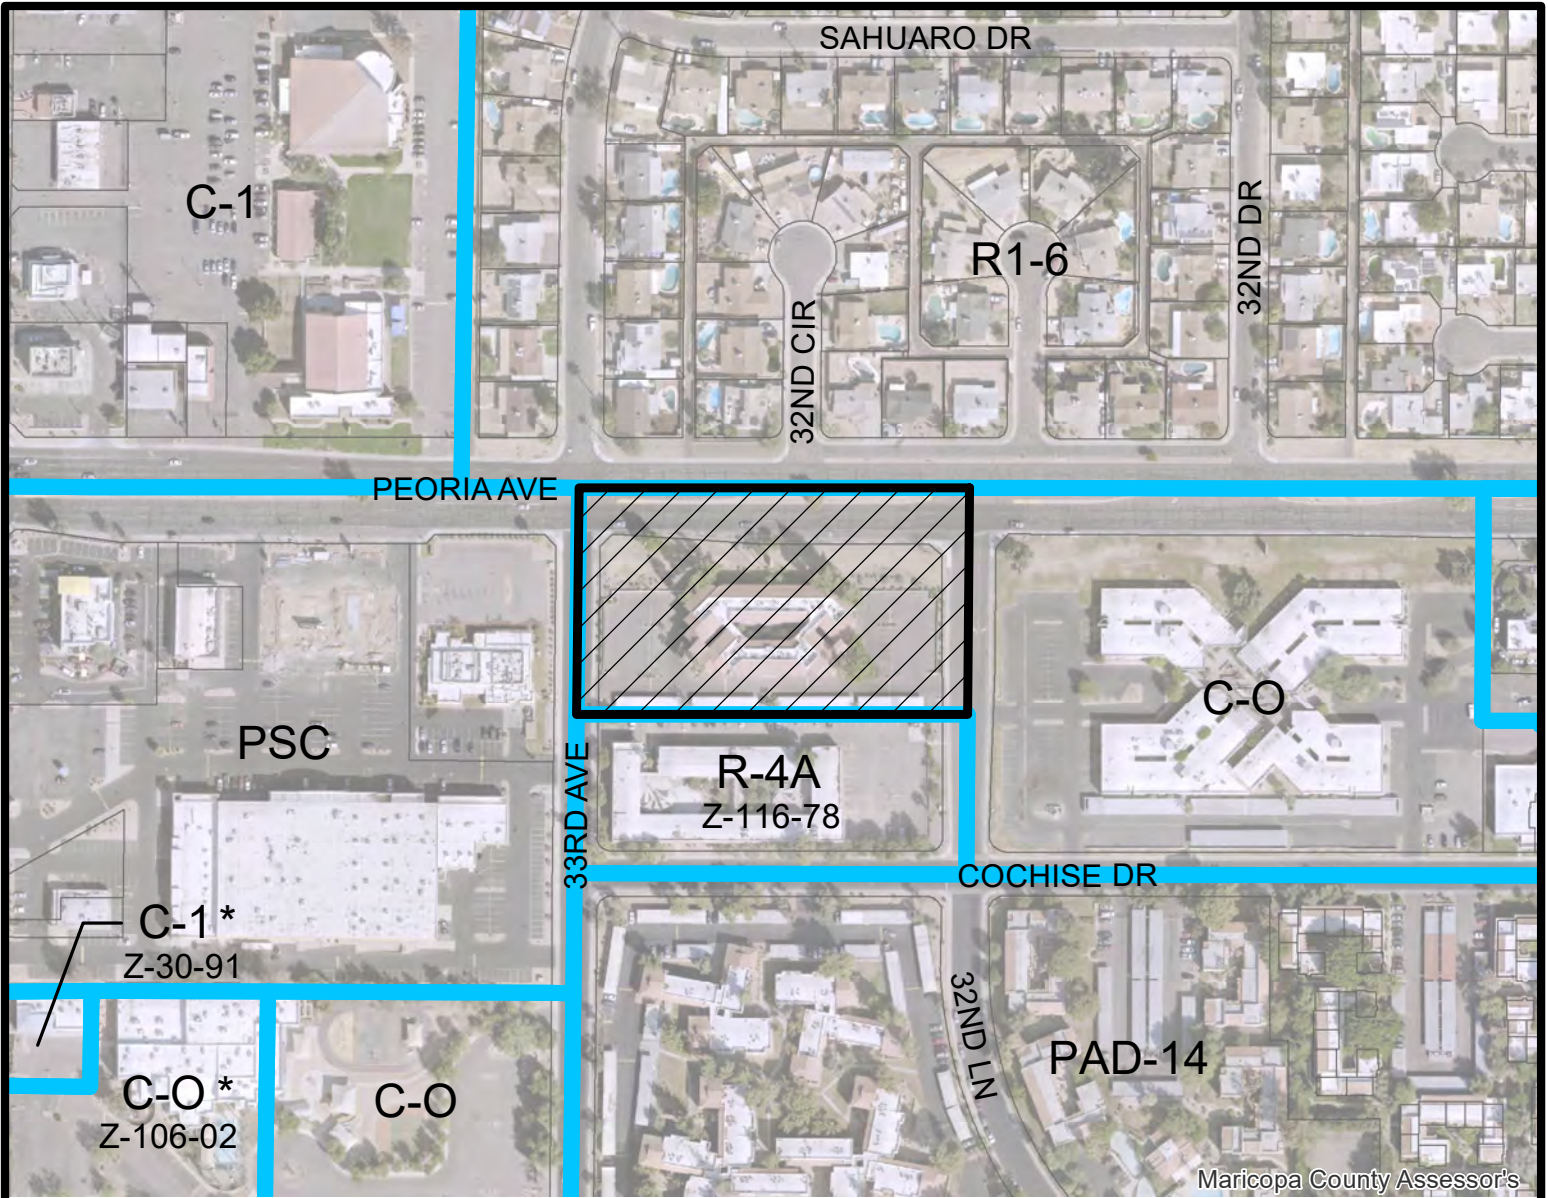 SAHUARO DR
C-1
R1-6
32ND DR
32ND CIR
PEORIA AVE
PSC
C-O
33RD AVE
R-4A
Z-116-78
COCHISE DR
C-1 *
Z-30-91
32ND LN
PAD-14
C-O *
Z-106-02
C-O
Maricopa County Assessor's